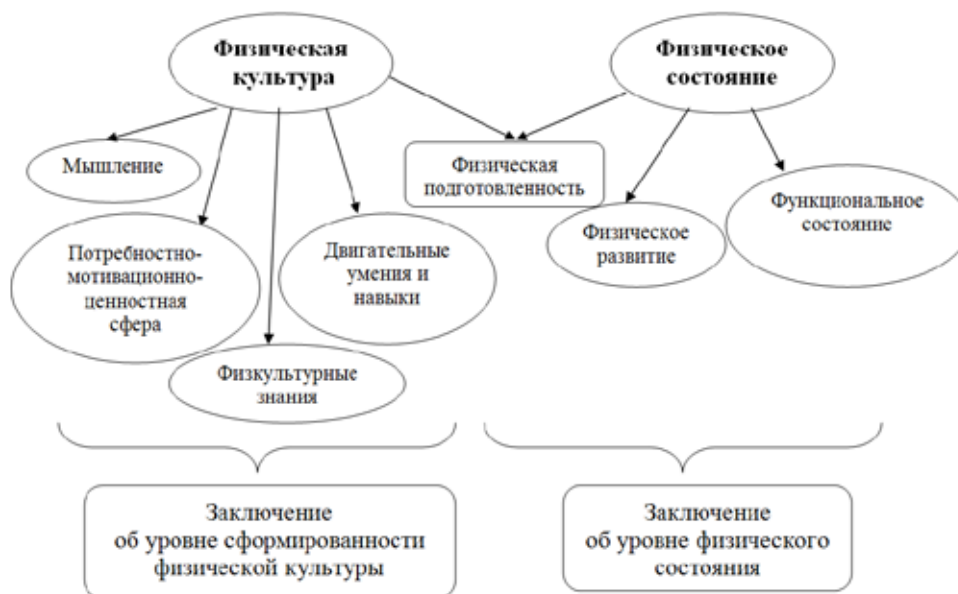 Физическая
культура
Физическое
состояние
Мышление
Физическая
подготовленность
Функциональное
состояние
Потребностно-
мотивационно-
ценностная
сфера
Двигательные
умения и
навыки
Физическое
развитие
Физкультурные
знания
Заключение
об уровне сформированности
физической культуры
Заключение
об уровне физического
состояния